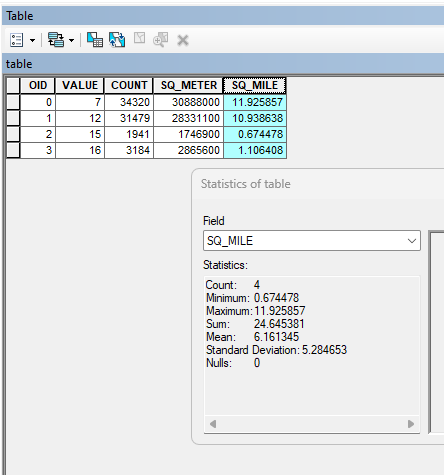 Table
table
OID VALUE COUNT SQ_METER SQ_MILE
0 7 34320 30888000 11.925857
1 12 31479 28331100 10.938638
2 15 1941 1746900 0.674478
3 16 3184 2865600 1.106408
Statistics of table
Field
SQ_MILE
Statistics:
Count: 4
Minimum: 0.674478
Maximum: 11.925857
Sum: 24.645381
Mean: 6.161345
Standard Deviation: 5.284653
Nulls: 0